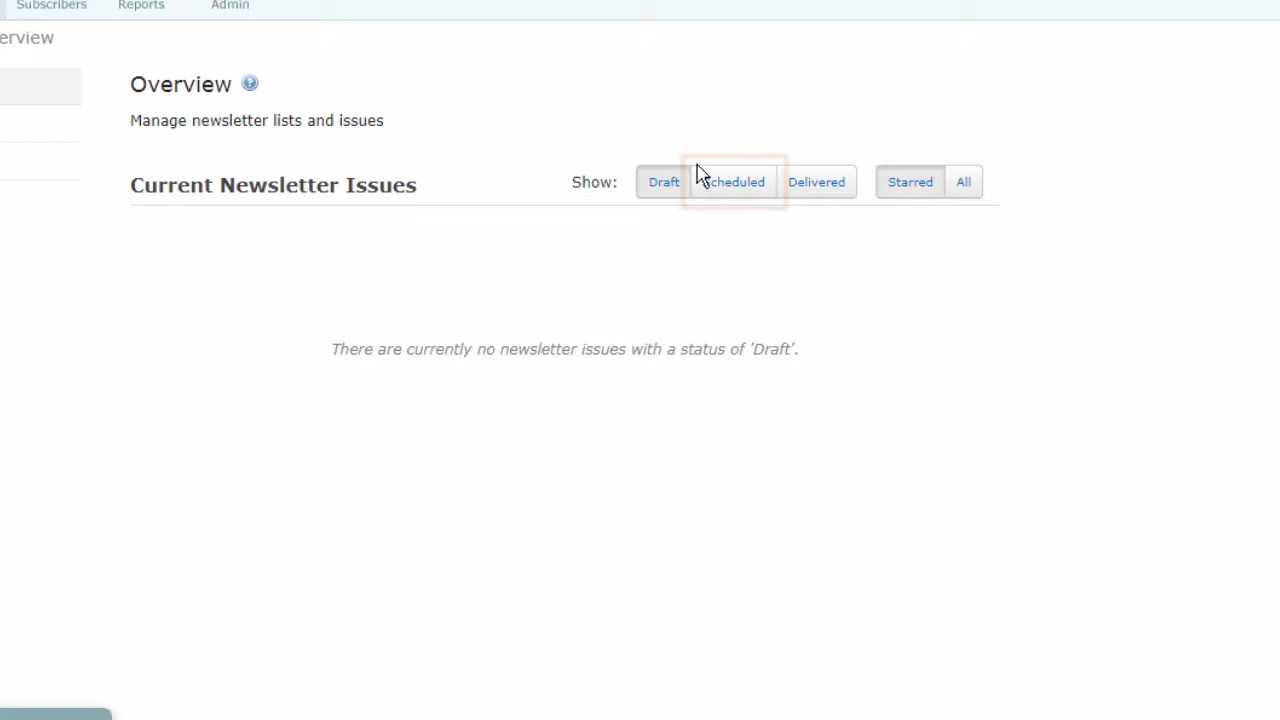 Subscribers Reports Admin
erview
Overview
Manage newsletter lists and issues
Current Newsletter Issues Show: Draft cheduled Delivered Starred All
There are currently no newsletter issues with a status of 'Draft'.